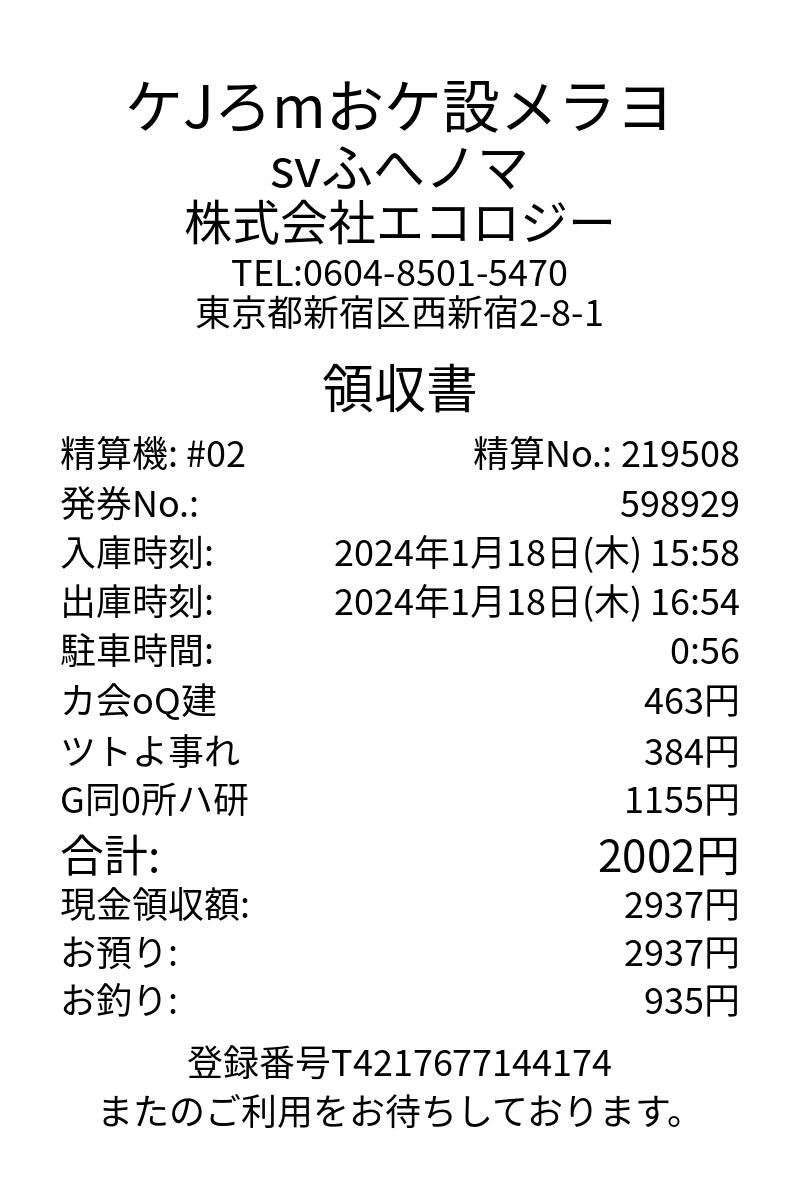 ケJろmおケ設メラヨ
svふへノマ
株式会社エコロジー
TEL:0604-8501-5470
東京都新宿区西新宿2-8-1
領収書
精算機: #02 精算No.: 219508
発券No.: 598929
入庫時刻: 2024年1月18日(木) 15:58
出庫時刻: 2024年1月18日(木) 16:54
駐車時間: 0:56
カ会oQ建 463円
ツトよ事れ 384円
G同0所ハ研 1155円
合計: 2002円
現金領収額: 2937円
お預り: 2937円
お釣り: 935円
登録番号T4217677144174
またのご利用をお待ちしております。